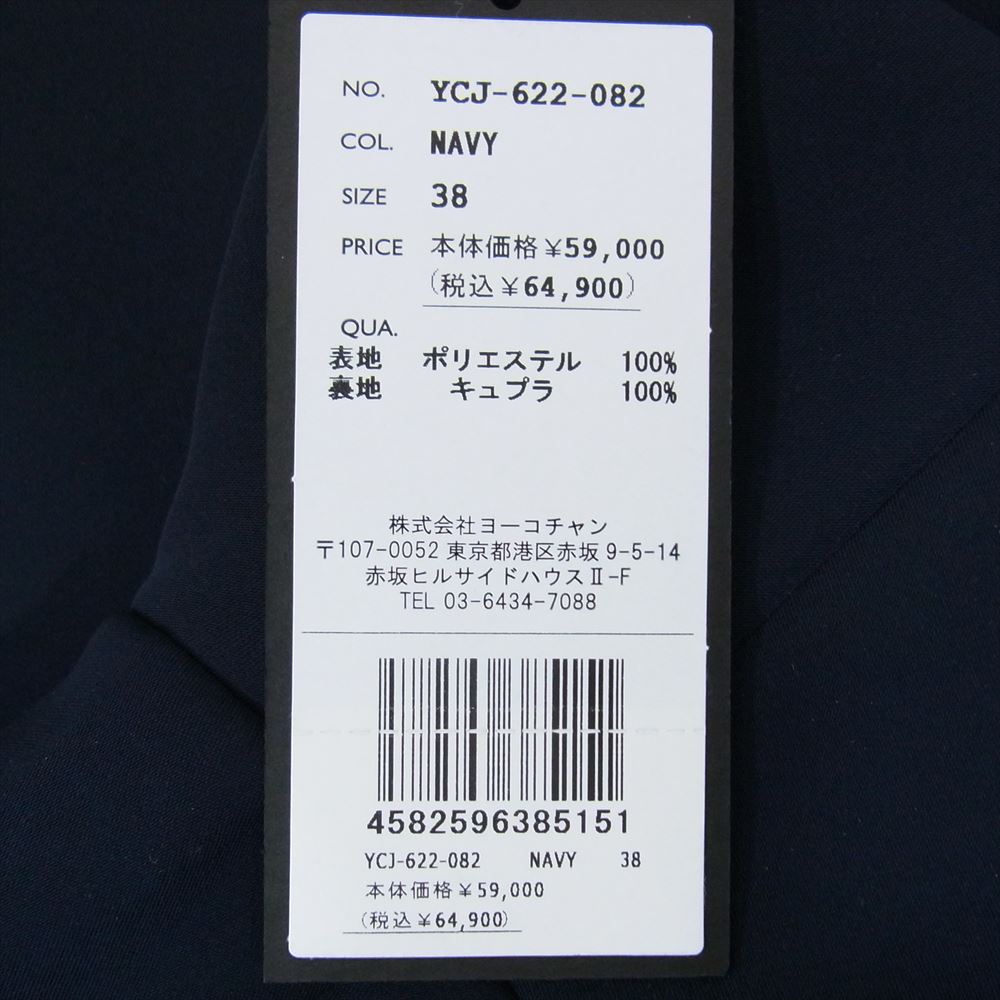 NO. YCJ-622-082
COL. NAVY
SIZE 38
PRICE 本体価格¥59,000
(税込¥64,900)
QUA.
表地 ポリエステル 100%
裏地 キュプラ 100%
株式会社ヨーコチャン
〒107-0052 東京都港区赤坂 9-5-14
赤坂ヒルサイドハウスⅡ-F
TEL 03-6434-7088
4582596385151
YCJ-622-082 NAVY 38
本体価格¥59,000
(税込¥64,900)